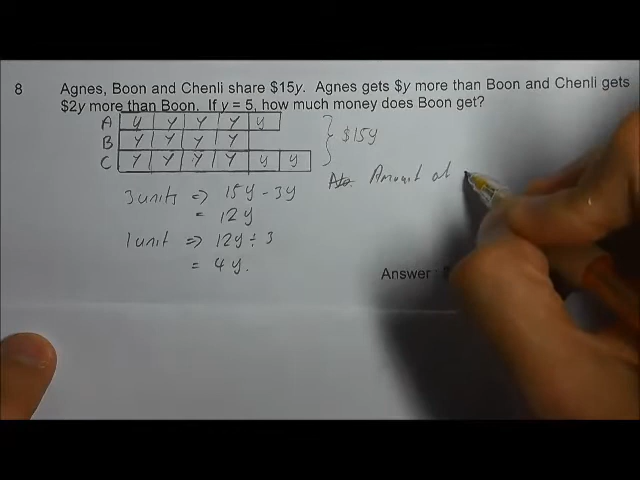 8 Agnes, Boon and Chenli share $15y. Agnes gets $y more than Boon and Chenli gets
$2y more than Boon. If y = 5, how much money does Boon get?
A y y y y y
B y y y y
C y y y y y y
} $15y
3 units => 15y - 3y
= 12y
1 unit => 12y ÷ 3
= 4y.
Amount
Answer :